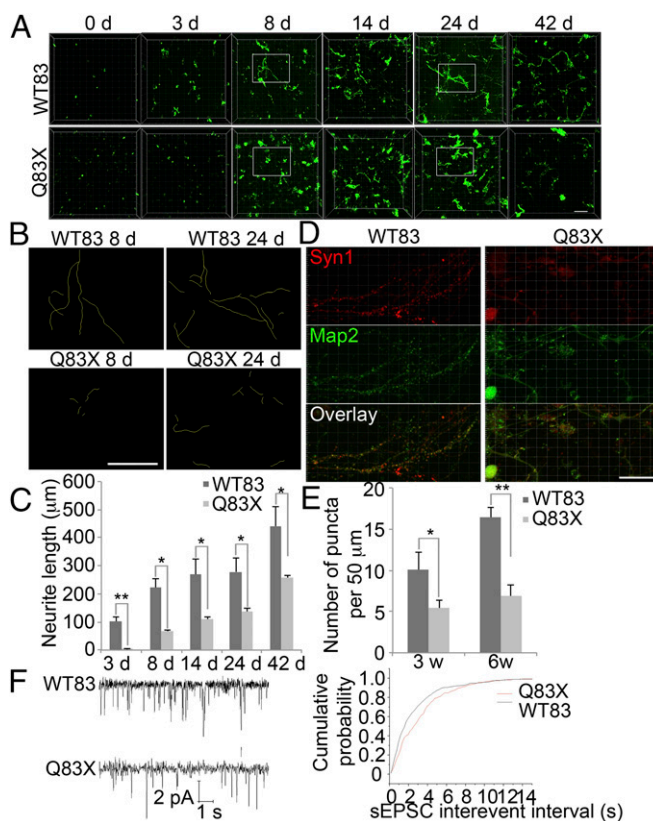 A 0 d 3 d 8 d 14 d 24 d 42 d
WT83
Q83X
B WT83 8 d WT83 24 d
Q83X 8 d Q83X 24 d
D WT83 Q83X
Syn1
Map2
Overlay
C Neurite length (μm)
600
500
400
300
200
100
0
WT83
Q83X
** * * * *
3 d 8 d 14 d 24 d 42 d
E Number of puncta per 50 μm
20
15
10
5
0
WT83
Q83X
* **
3 w 6w
F WT83
Q83X
2 pA
1 s
Cumulative
probability
1.0
0.8
0.6
0.4
0.2
0
Q83X
WT83
0 2 4 6 8 10 12 14
sEPSC interevent interval (s)